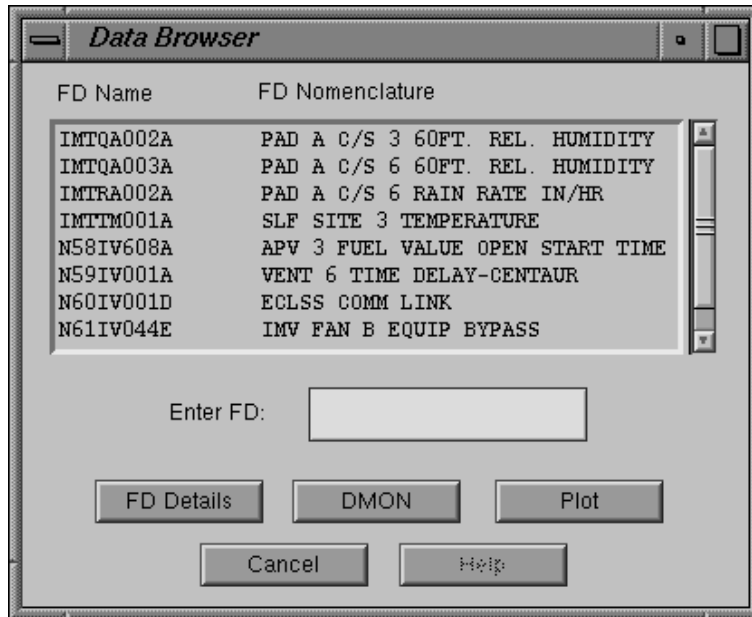 Data Browser
FD Name FD Nomenclature
IMTQA002A PAD A C/S 3 60FT. REL. HUMIDITY
IMTQA003A PAD A C/S 6 60FT. REL. HUMIDITY
IMTRA002A PAD A C/S 6 RAIN RATE IN/HR
IMTTM001A SLF SITE 3 TEMPERATURE
N58IV608A APV 3 FUEL VALUE OPEN START TIME
N59IV001A VENT 6 TIME DELAY-CENTAUR
N60IV001D ECLSS COMM LINK
N61IV044E IMV FAN B EQUIP BYPASS
Enter FD:
FD Details DMON Plot
Cancel Help